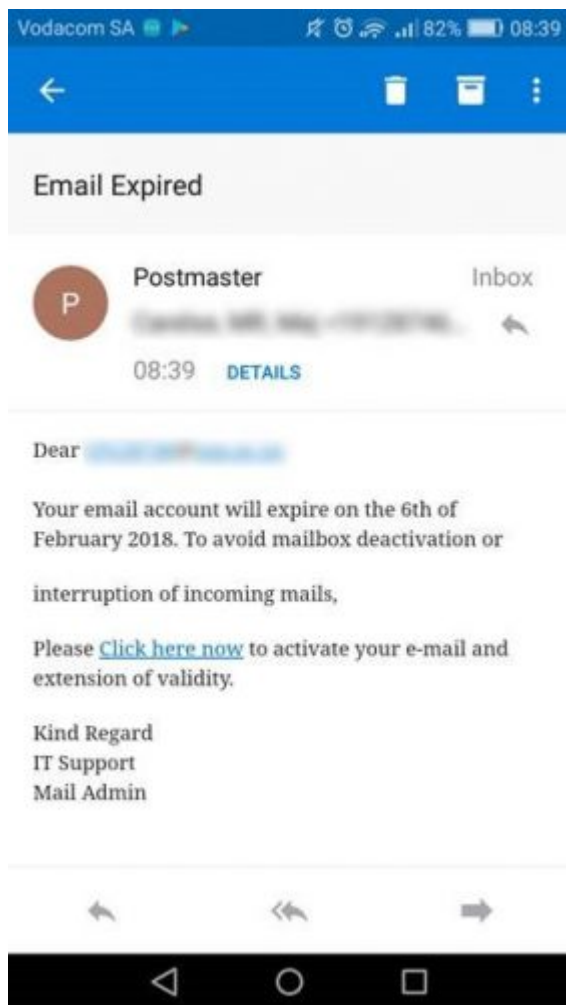 Vodacom SA 82% 08:39
Email Expired
P
Postmaster Inbox
08:39 DETAILS
Dear
Your email account will expire on the 6th of
February 2018. To avoid mailbox deactivation or
interruption of incoming mails,
Please Click here now to activate your e-mail and
extension of validity.
Kind Regard
IT Support
Mail Admin